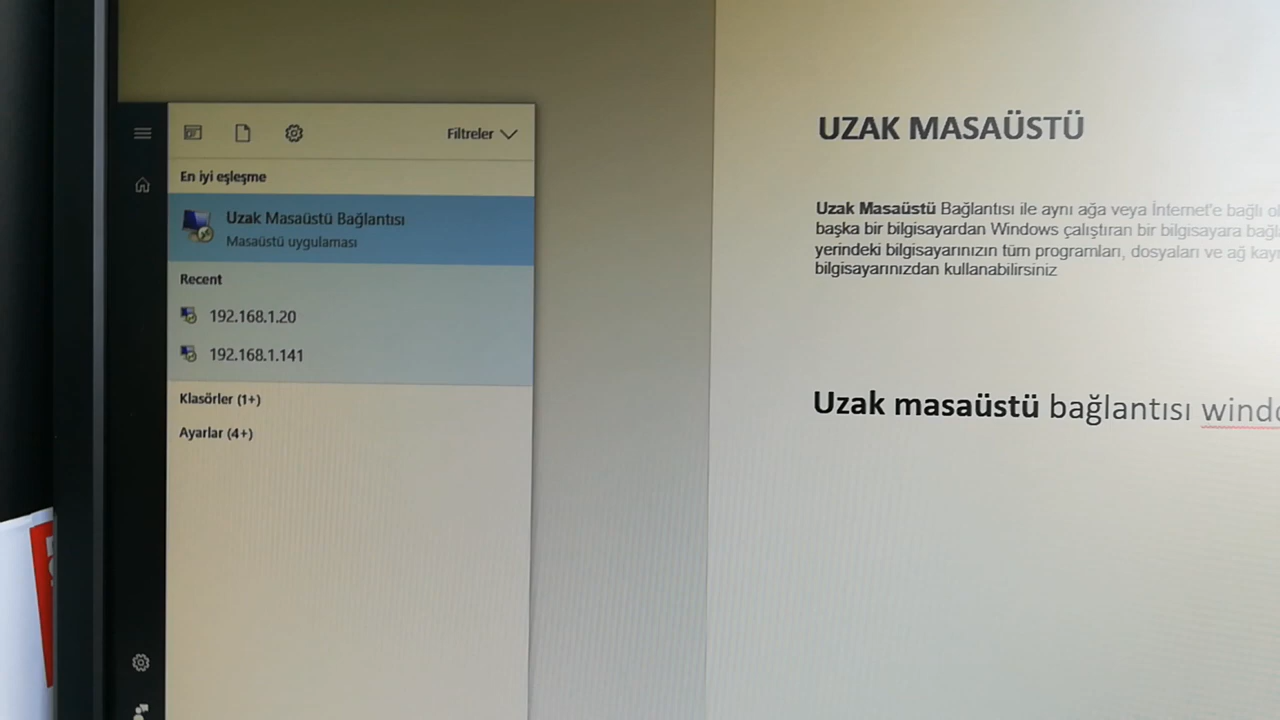 Filtreler
En iyi eşleşme
Uzak Masaüstü Bağlantısı
Masaüstü uygulaması
Recent
192.168.1.20
192.168.1.141
Klasörler (1+)
Ayarlar (4+)
UZAK MASAÜSTÜ
Uzak Masaüstü Bağlantısı ile aynı ağa veya İnternet'e bağlı
başka bir bilgisayardan Windows çalıştıran bir bilgisayara
yerindeki bilgisayarınızın tüm programları, dosyaları ve ağ
bilgisayarınızdan kullanabilirsiniz
Uzak masaüstü bağlantısı